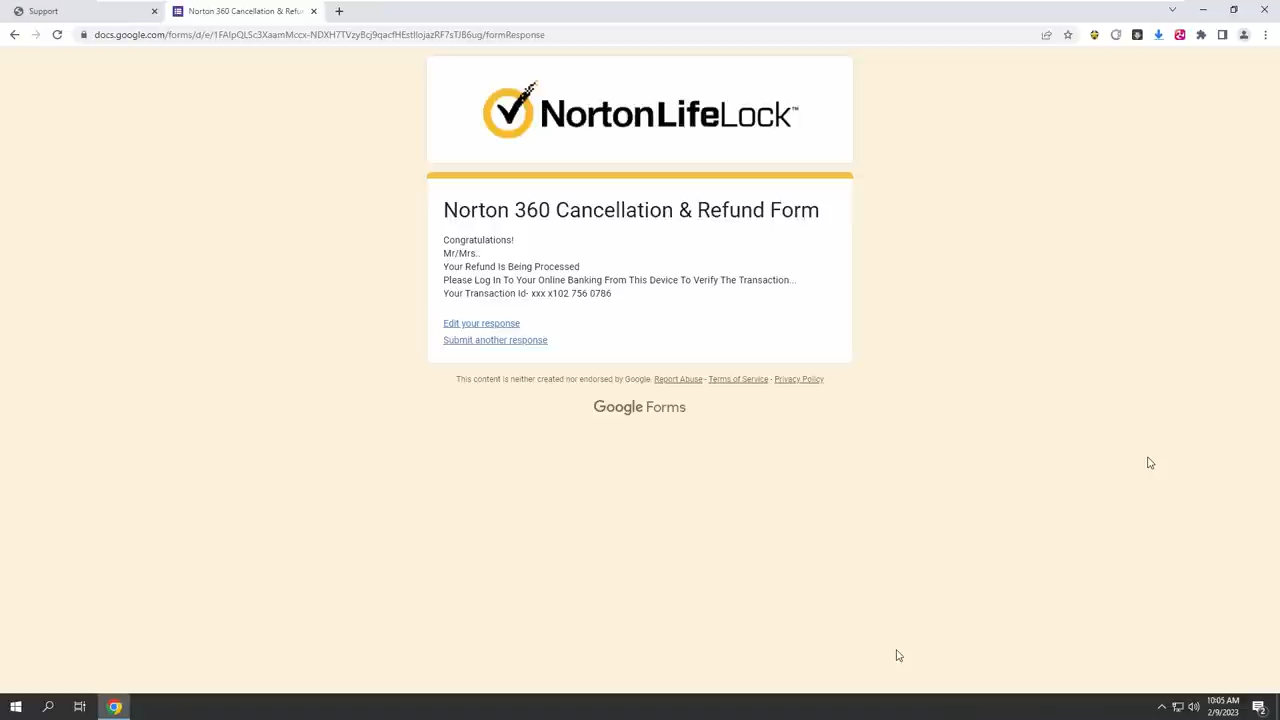 Support
Norton 360 Cancellation & Refu
docs.google.com/forms/d/e/1FAIpQLSc3XaamMccx-NDXH7TVzyBcj9qacfHEstIlojazRF7sTJB6ug/formResponse
NortonLifeLock™
Norton 360 Cancellation & Refund Form
Congratulations!
Mr/Mrs..
Your Refund Is Being Processed
Please Log In To Your Online Banking From This Device To Verify The Transaction...
Your Transaction Id- xxx x102 756 0786
Edit your response
Submit another response
This content is neither created nor endorsed by Google. Report Abuse - Terms of Service - Privacy Policy
Google Forms
10:05 AM
2/9/2023
2